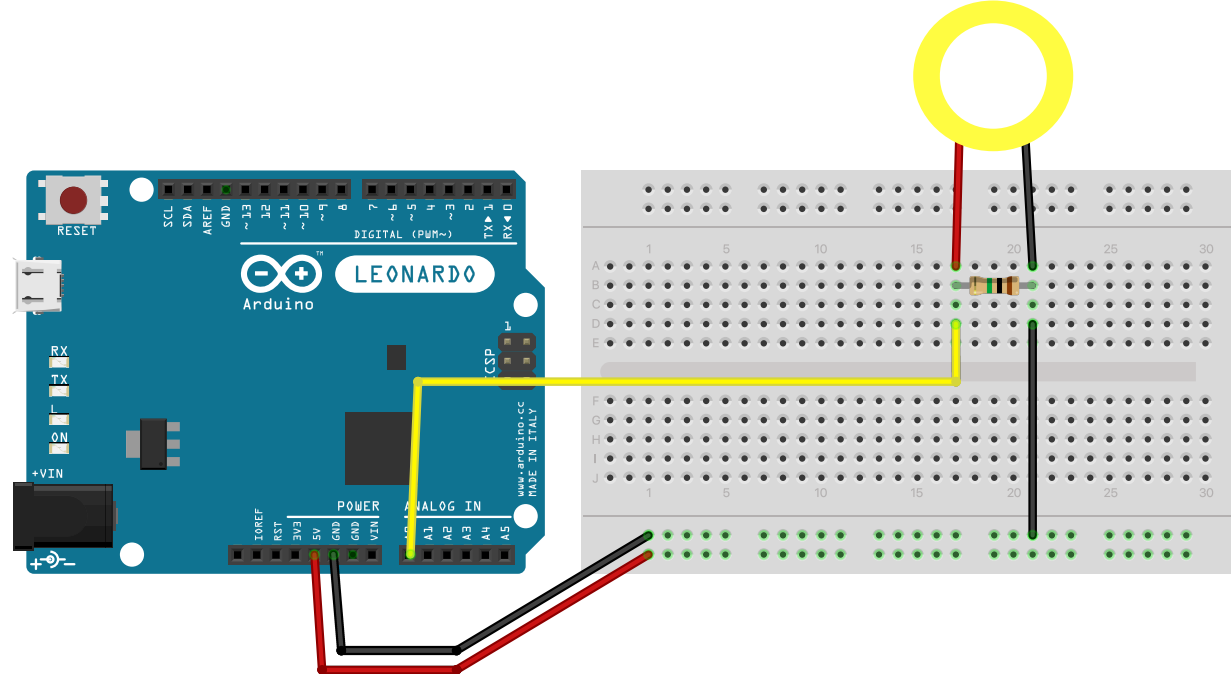 RESET
SCL
SDA
AREF
GND
~13
12
~11
~10
~9
8
7
~6
~5
4
~3
2
TX▶1
RX◀0
DIGITAL (PWM~)
TM
LEONARDO
Arduino
1
ICSP
RX
TX
L
ON
+VIN
www.arduino.cc
MADE IN ITALY
POWER
ANALOG IN
IOREF
RST
3V3
5V
GND
GND
VIN
A0
A1
A2
A3
A4
A5
1 5 10 15 20 25 30
A
B
C
D
E
F
G
H
I
J
1 5 10 15 20 25 30